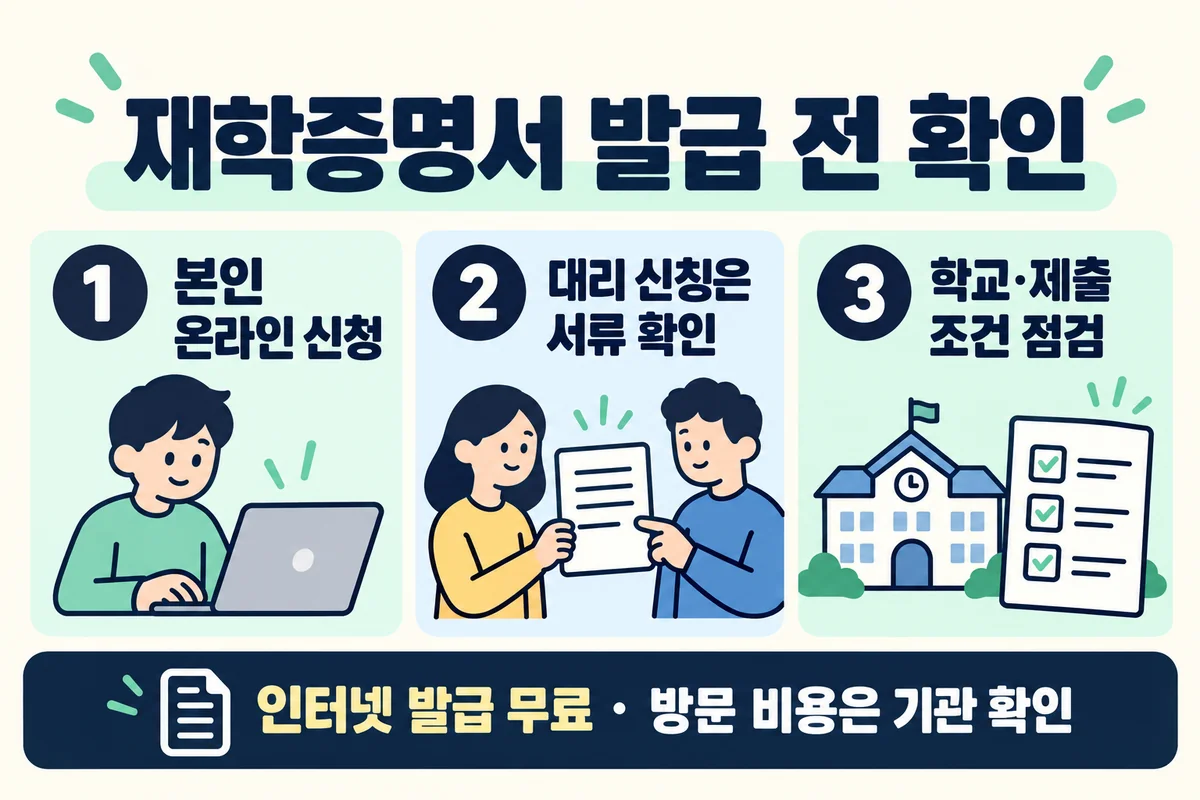 재학증명서 발급 전 확인
1
본인
온라인 신청
2
대리 신칭은
서류 확인
3
학교·제출
조건 점검
인터넷 발급 무료 · 방문 비용은 기관 확인